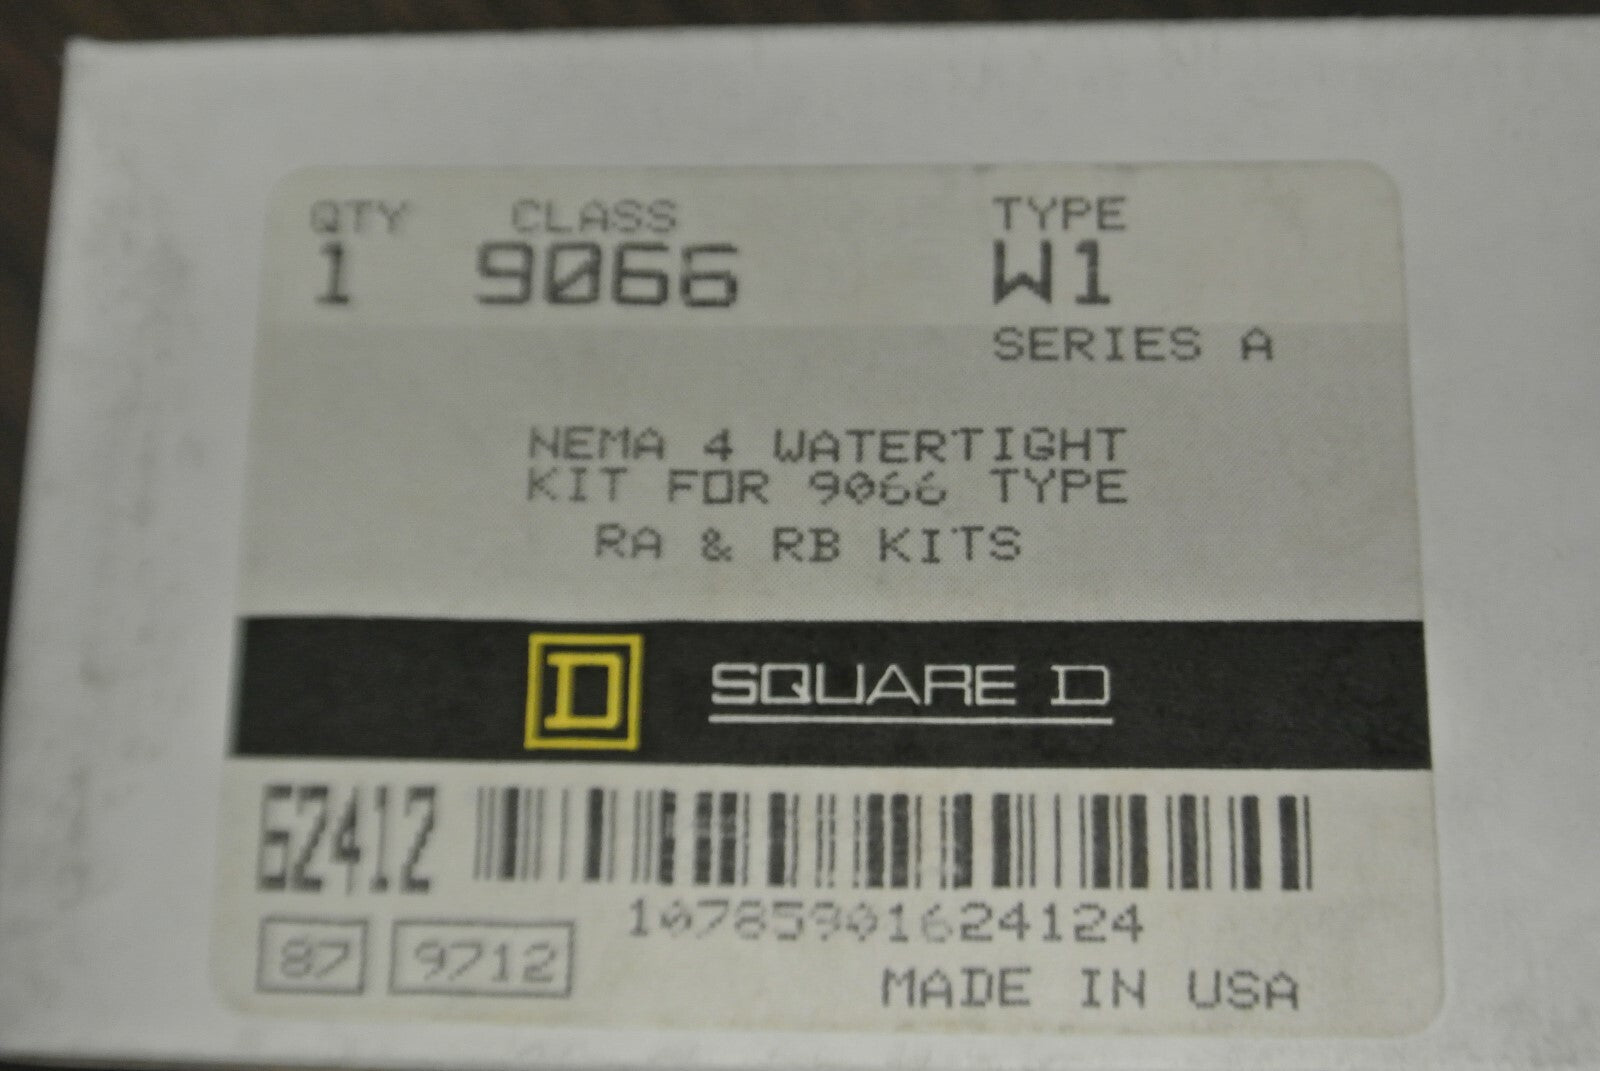 QTY CLASS TYPE
1 9066 W1
SERIES A
NEMA 4 WATERTIGHT
KIT FOR 9066 TYPE
RA & RB KITS
D SQUARE D
62412
10785901624124
87 9712
MADE IN USA